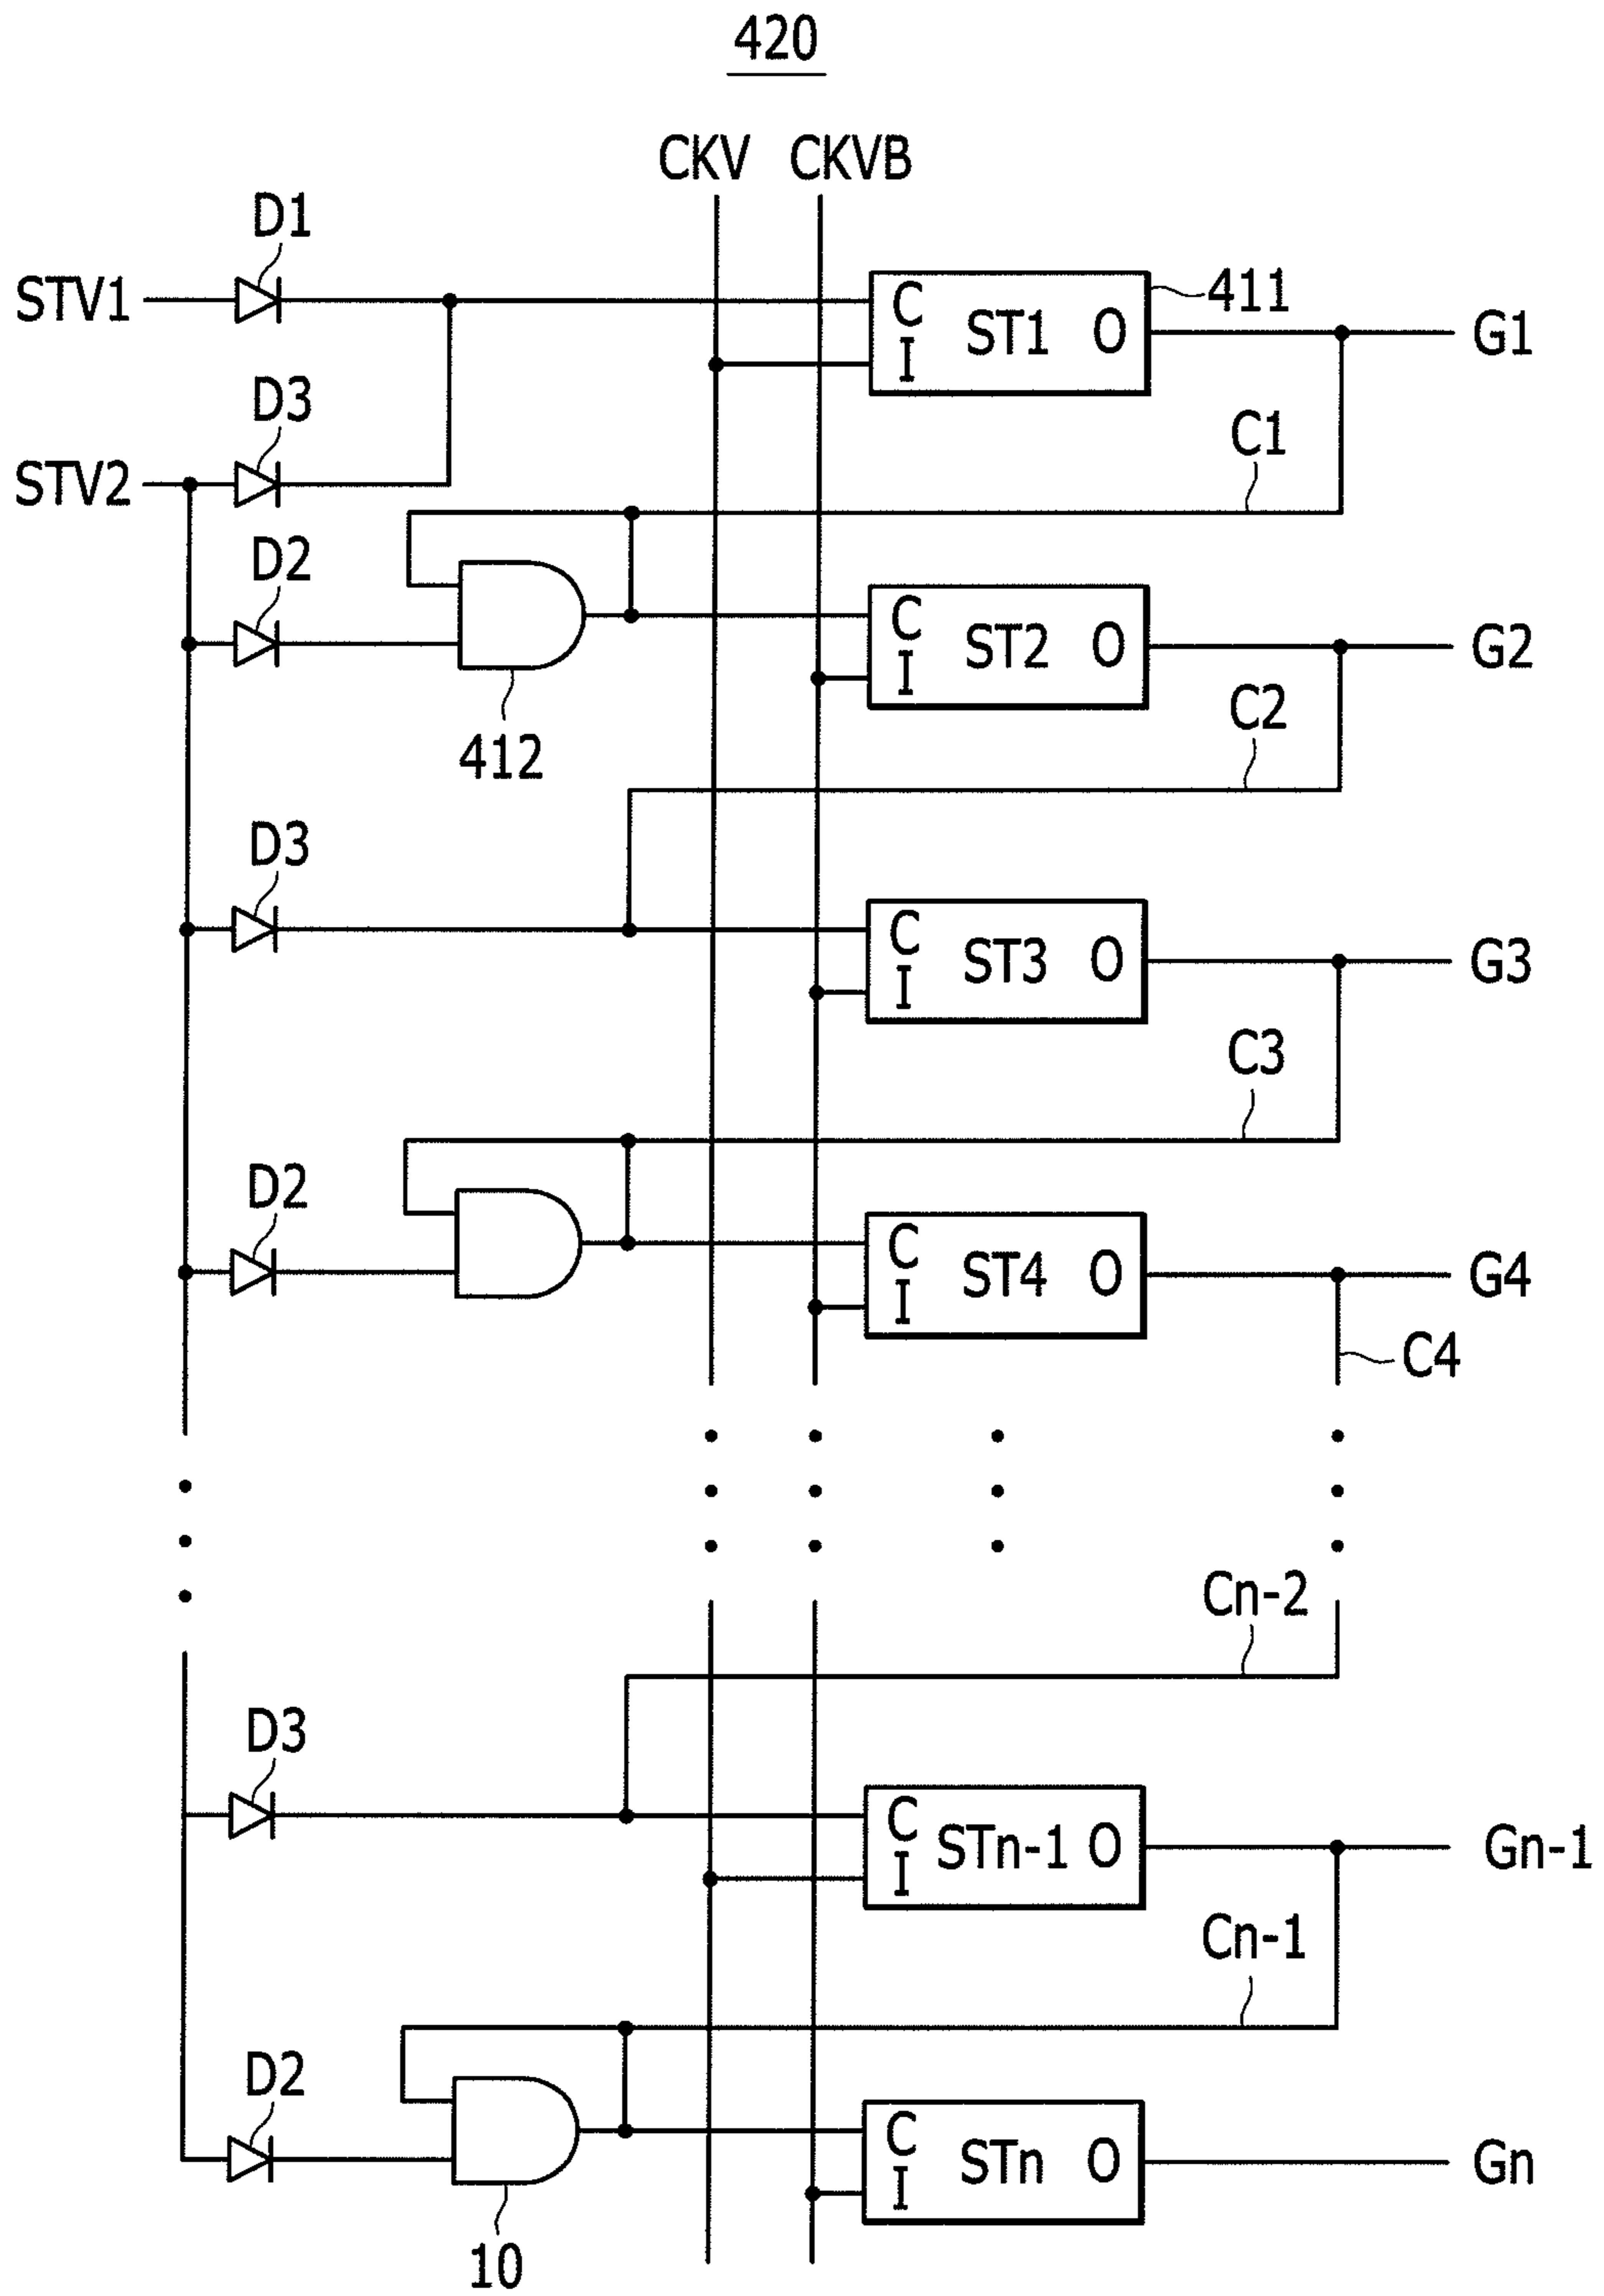 420
CKV CKVB
D1
STV1
C ST1 O
I
411
G1
D3
STV2
C1
D2
C ST2 O
I
G2
412
C2
D3
C ST3 O
I
G3
C3
D2
C ST4 O
I
G4
C4
Cn-2
D3
C STn-1 O
I
Gn-1
Cn-1
D2
C STn O
I
Gn
10